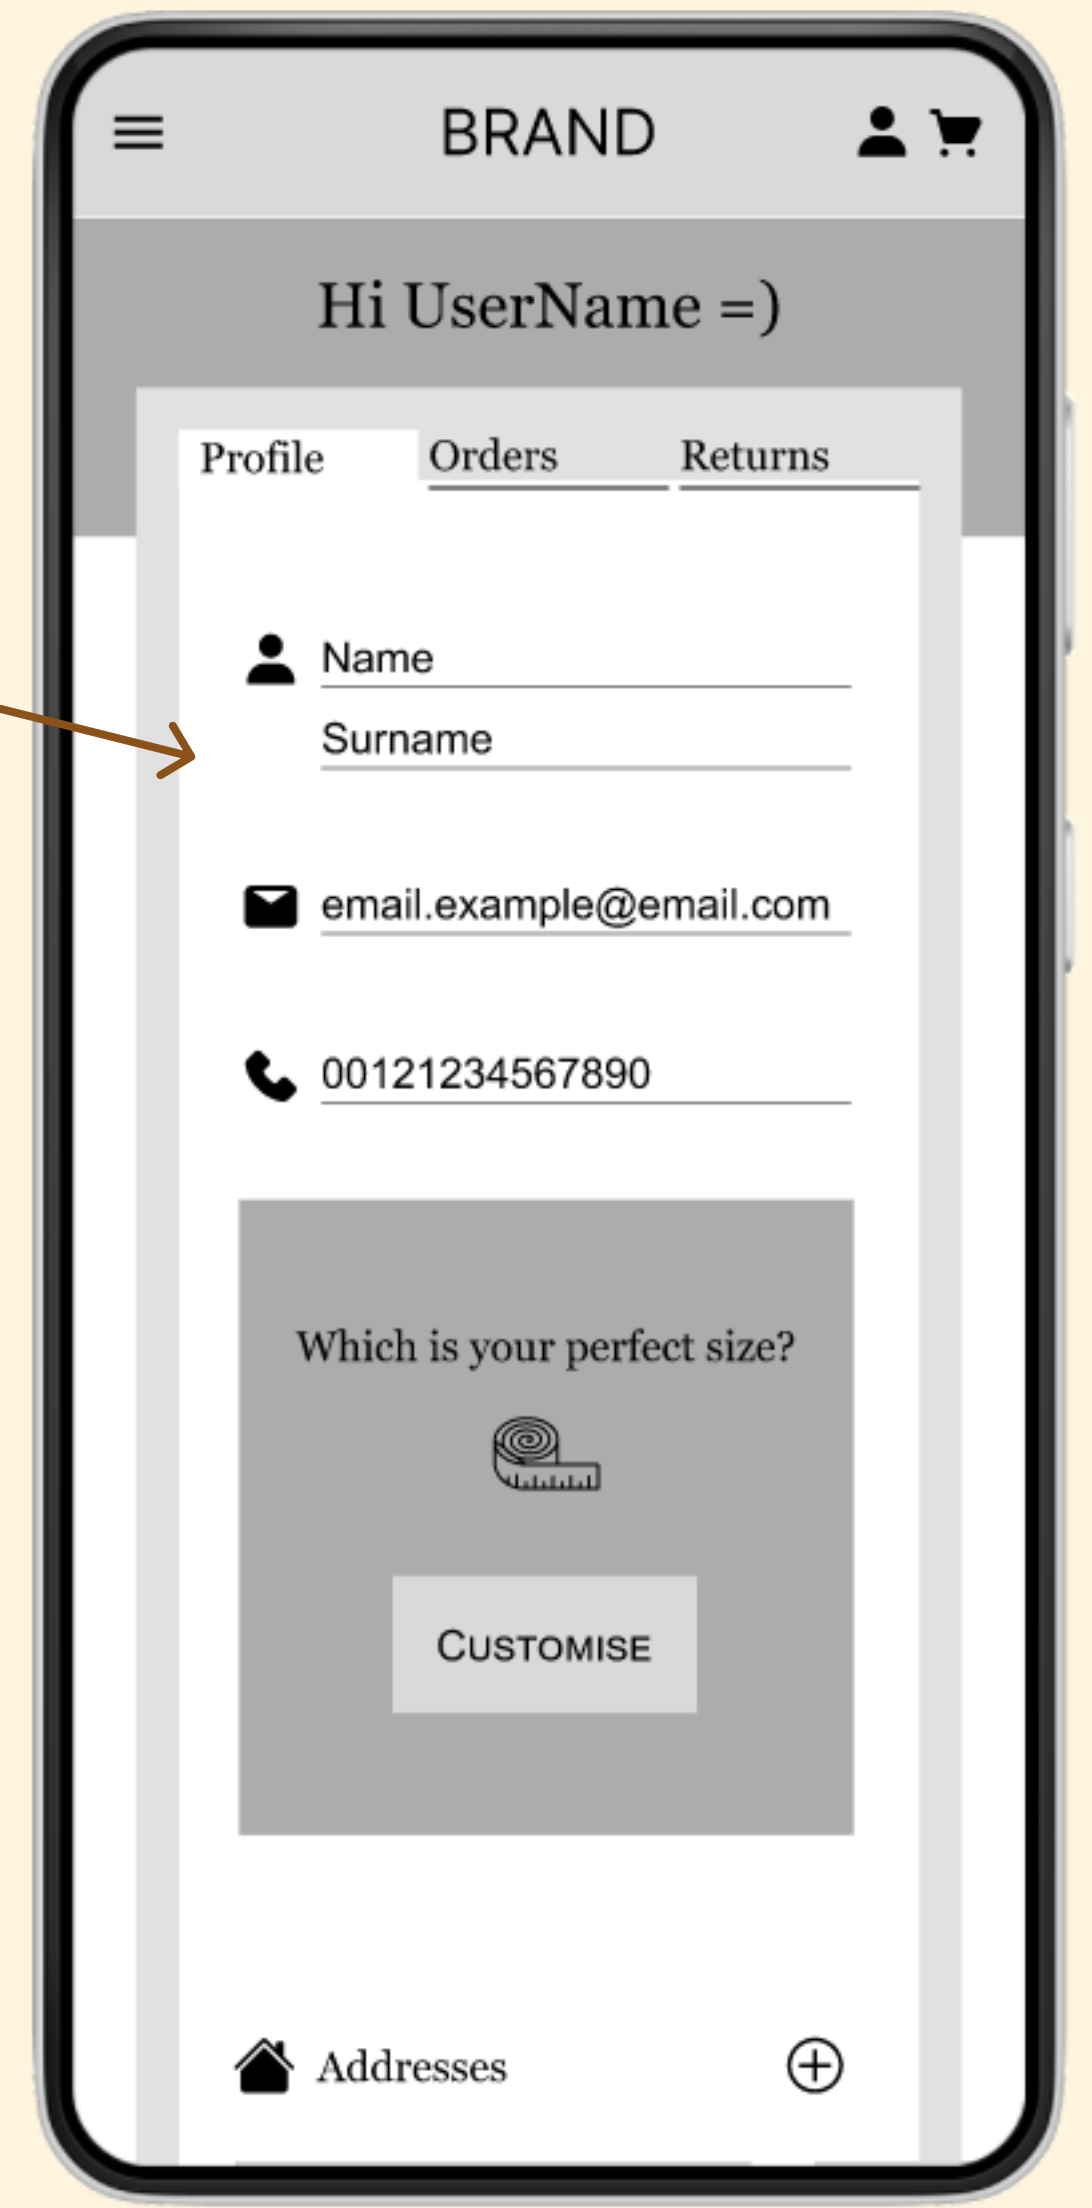 BRAND
Hi UserName =)
Profile Orders Returns
Name
Surname
email.example@email.com
00121234567890
Which is your perfect size?
CUSTOMISE
Addresses